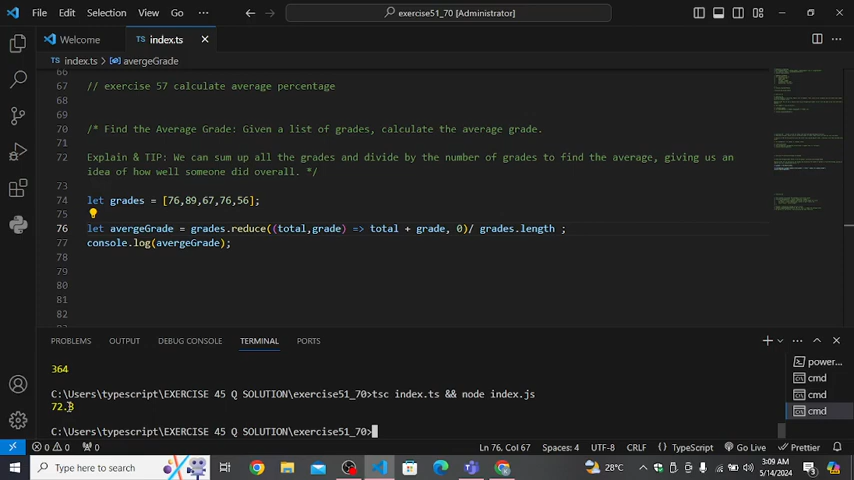 File Edit Selection View Go ··· exercise51_70 [Administrator]
Welcome TS index.ts
TS index.ts > avergeGrade
66
67 // exercise 57 calculate average percentage
68
69
70 /* Find the Average Grade: Given a list of grades, calculate the average grade.
71
72 Explain & TIP: We can sum up all the grades and divide by the number of grades to find the average, giving us an
idea of how well someone did overall. */
73
74 let grades = [76,89,67,76,56];
75
76 let avergeGrade = grades.reduce((total,grade) => total + grade, 0)/ grades.length ;
77 console.log(avergeGrade);
78
79
80
81
82
PROBLEMS OUTPUT DEBUG CONSOLE TERMINAL PORTS
364
C:\Users\typescript\EXERCISE 45 Q SOLUTION\exercise51_70>tsc index.ts && node index.js
72.8
C:\Users\typescript\EXERCISE 45 Q SOLUTION\exercise51_70>
power...
cmd
cmd
cmd
0 0 0 Ln 76, Col 67 Spaces: 4 UTF-8 CRLF TypeScript Go Live Prettier
Type here to search 28°C 3:09 AM
5/14/2024